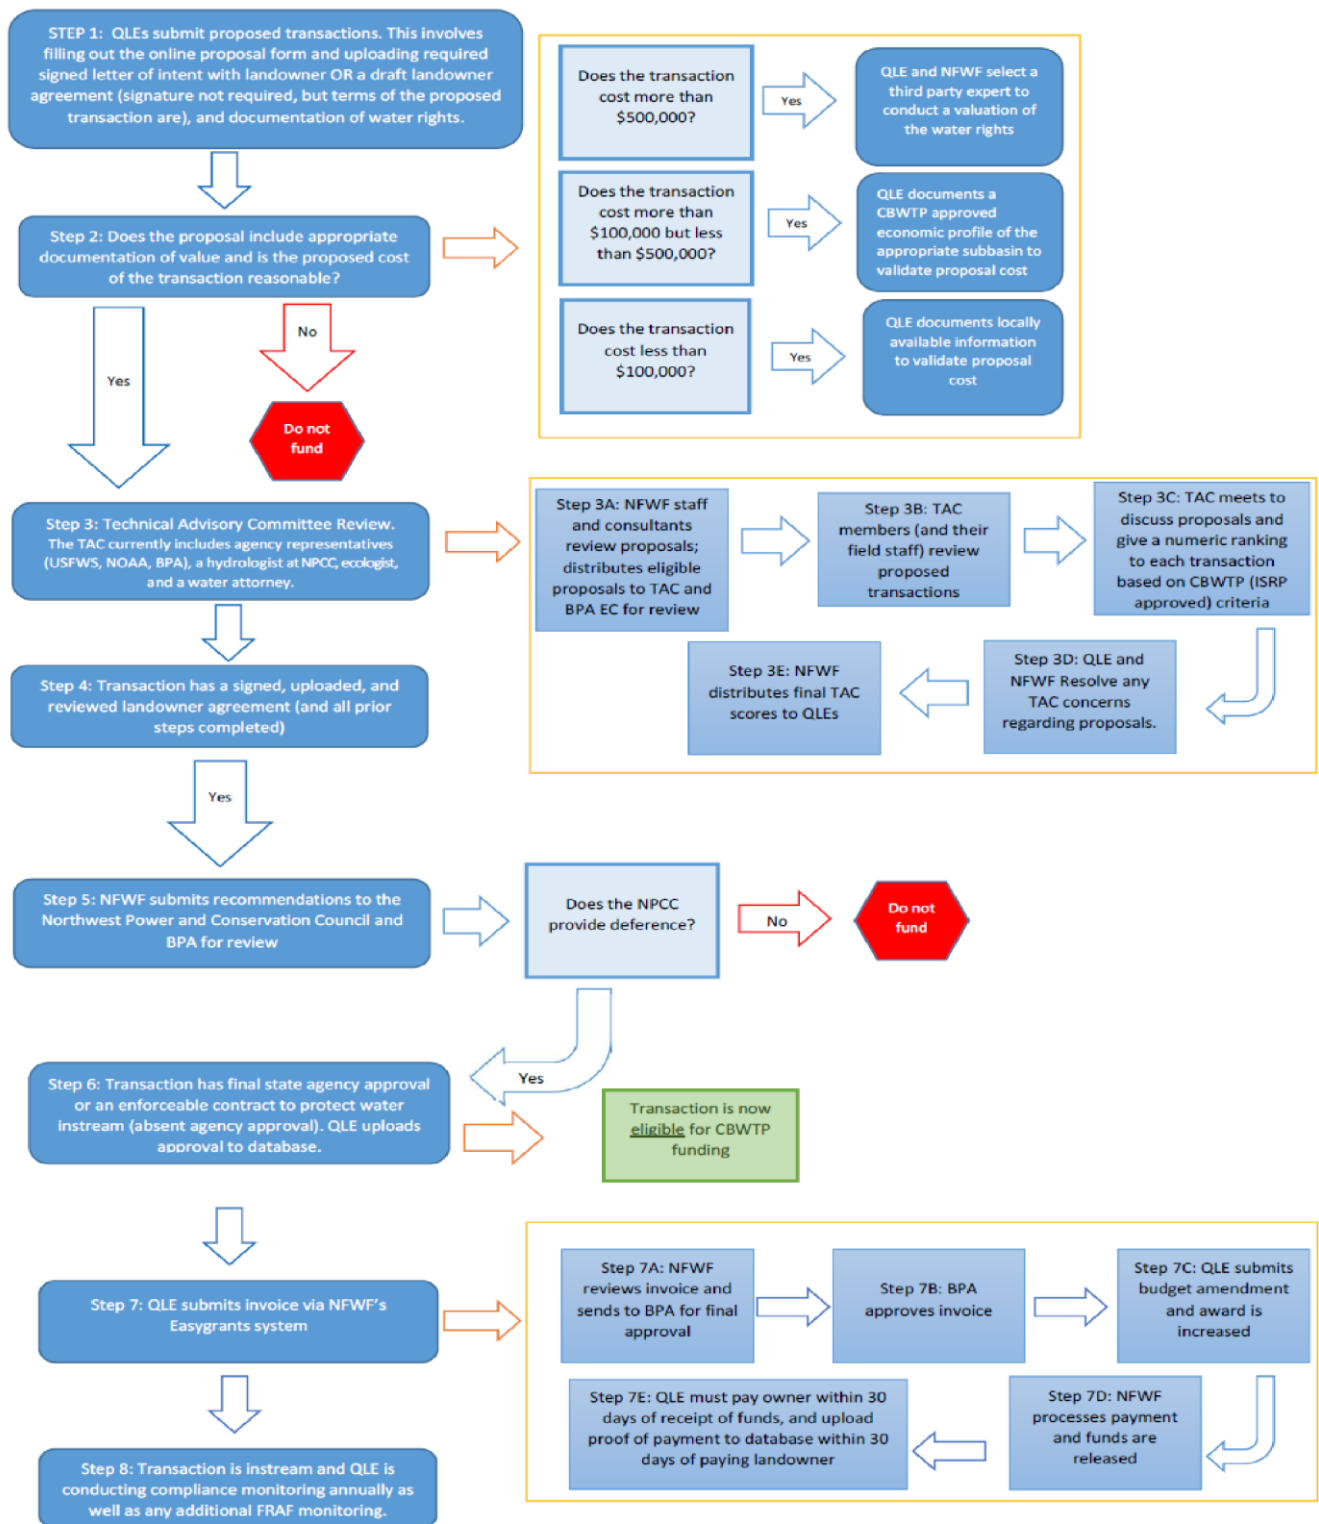 STEP 1: QLEs submit proposed transactions. This involves
filling out the online proposal form and uploading required
signed letter of intent with landowner OR a draft landowner
agreement (signature not required, but terms of the proposed
transaction are), and documentation of water rights.
Does the transaction
cost more than
$500,000?
Yes
QLE and NFWF select a
third party expert to
conduct a valuation of
the water rights
Step 2: Does the proposal include appropriate
documentation of value and is the proposed cost
of the transaction reasonable?
Does the transaction
cost more than
$100,000 but less
than $500,000?
Yes
QLE documents a
CBWTP approved
economic profile of the
appropriate subbasin to
validate proposal cost
Does the transaction
cost less than
$100,000?
Yes
QLE documents locally
available information
to validate proposal
cost
No
Yes
Do not
fund
Step 3: Technical Advisory Committee Review.
The TAC currently includes agency representatives
(USFWS, NOAA, BPA), a hydrologist at NPCC, ecologist,
and a water attorney.
Step 3A: NFWF staff
and consultants
review proposals;
distributes eligible
proposals to TAC and
BPA EC for review
Step 3B: TAC
members (and their
field staff) review
proposed
transactions
Step 3C: TAC meets to
discuss proposals and
give a numeric ranking
to each transaction
based on CBWTP (ISRP
approved) criteria
Step 3D: QLE and
NFWF Resolve any
TAC concerns
regarding proposals.
Step 3E: NFWF
distributes final TAC
scores to QLEs
Step 4: Transaction has a signed, uploaded, and
reviewed landowner agreement (and all prior
steps completed)
Yes
Step 5: NFWF submits recommendations to the
Northwest Power and Conservation Council and
BPA for review
Does the NPCC
provide deference?
No
Do not
fund
Yes
Step 6: Transaction has final state agency approval
or an enforceable contract to protect water
instream (absent agency approval). QLE uploads
approval to database.
Transaction is now
eligible for CBWTP
funding
Step 7: QLE submits invoice via NFWF's
Easygrants system
Step 7A: NFWF
reviews invoice and
sends to BPA for final
approval
Step 7B: BPA
approves invoice
Step 7C: QLE submits
budget amendment
and award is
increased
Step 7D: NFWF
processes payment
and funds are
released
Step 7E: QLE must pay owner within 30
days of receipt of funds, and upload
proof of payment to database within 30
days of paying landowner
Step 8: Transaction is instream and QLE is
conducting compliance monitoring annually as
well as any additional FRAF monitoring.